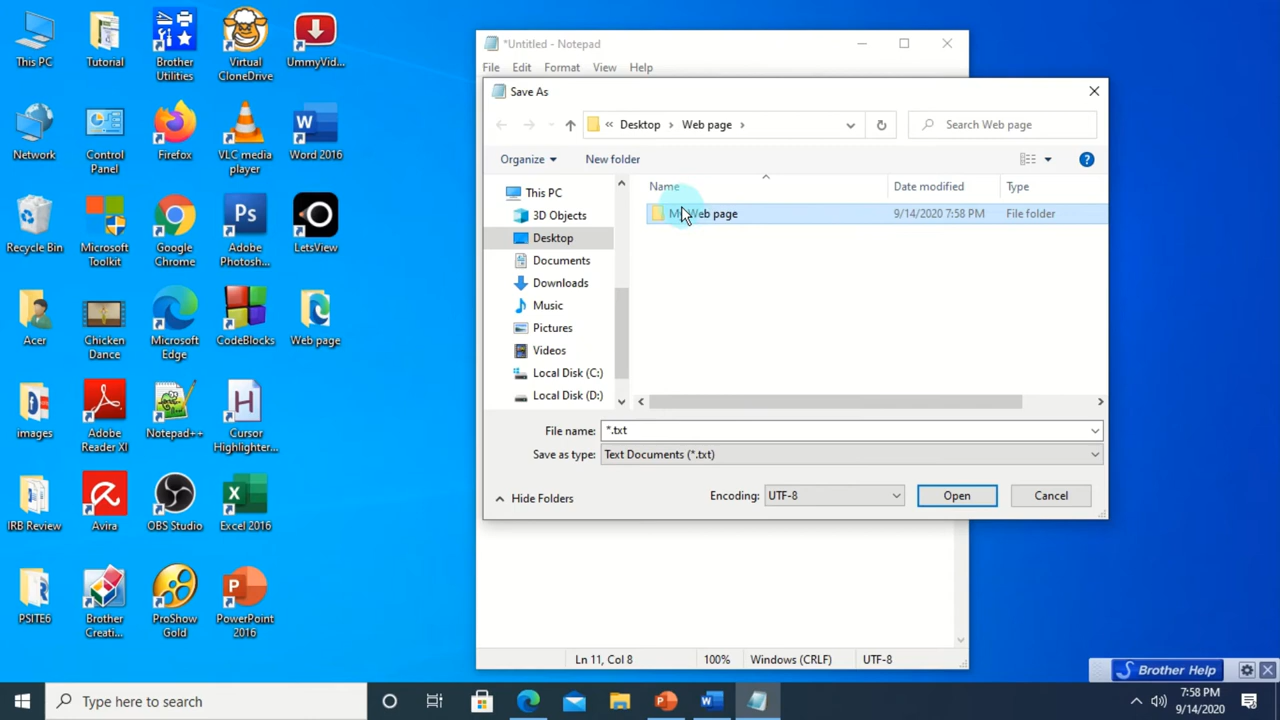 This PC
Tutorial
Brother
Utilities
Virtual
CloneDrive
UmmyVid...
Network
Control
Panel
Firefox
VLC media
player
Word 2016
Recycle Bin
Microsoft
Toolkit
Google
Chrome
Adobe
Photosh...
LetsView
Acer
Chicken
Dance
Microsoft
Edge
CodeBlocks
Web page
images
Adobe
Reader XI
Notepad++
Cursor
Highlighter...
IRB Review
Avira
OBS Studio
Excel 2016
PSITE6
Brother
Creati...
ProShow
Gold
PowerPoint
2016
*Untitled - Notepad
File Edit Format View Help
Save As
« Desktop › Web page ›
Search Web page
Organize New folder
Name Date modified Type
Web page 9/14/2020 7:58 PM File folder
This PC
3D Objects
Desktop
Documents
Downloads
Music
Pictures
Videos
Local Disk (C:)
Local Disk (D:)
File name: *.txt
Save as type: Text Documents (*.txt)
Hide Folders Encoding: UTF-8 Open Cancel
Ln 11, Col 8 100% Windows (CRLF) UTF-8
Brother Help
Type here to search
7:58 PM
9/14/2020